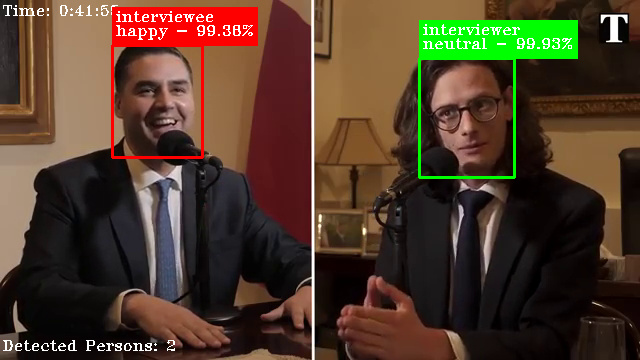 Time: 0:41:5
interviewee
happy - 99.38%
interviewer
neutral - 99.93%
T
Detected Persons: 2